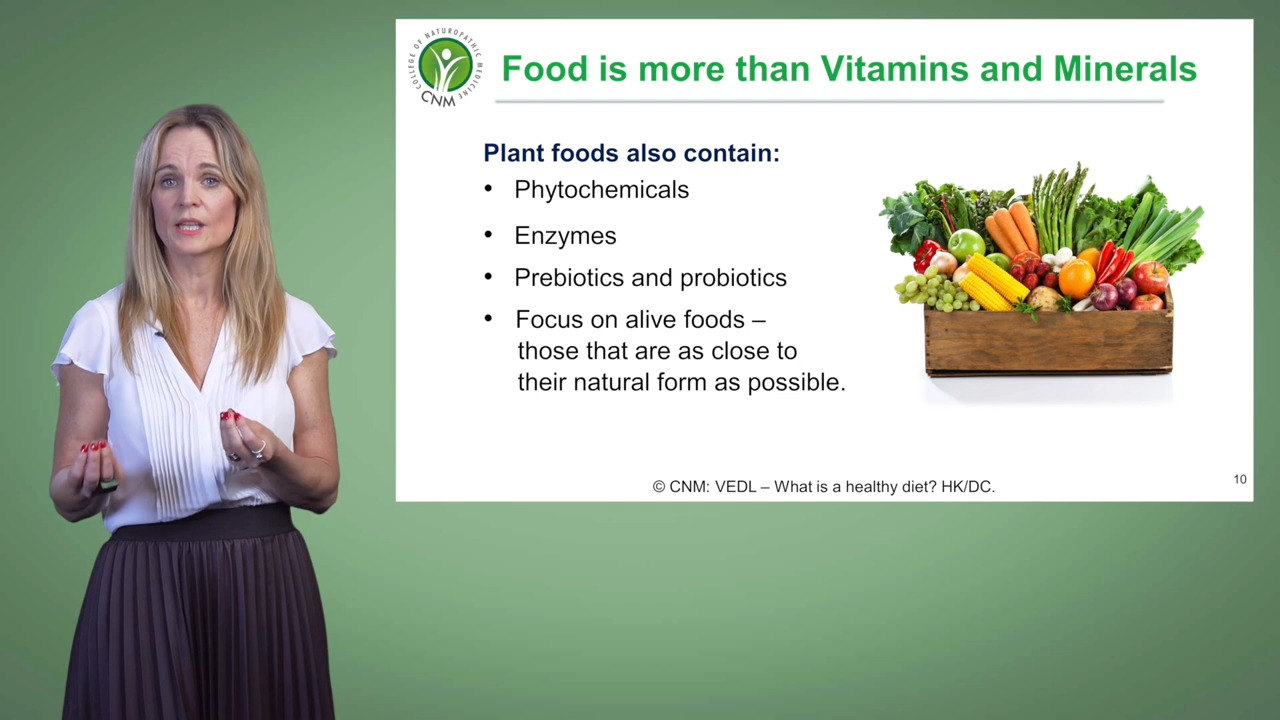 COLLEGE OF NATUROPATHIC MEDICINE
CNM
Food is more than Vitamins and Minerals
Plant foods also contain:
• Phytochemicals
• Enzymes
• Prebiotics and probiotics
• Focus on alive foods –
those that are as close to
their natural form as possible.
© CNM: VEDL – What is a healthy diet? HK/DC.
10